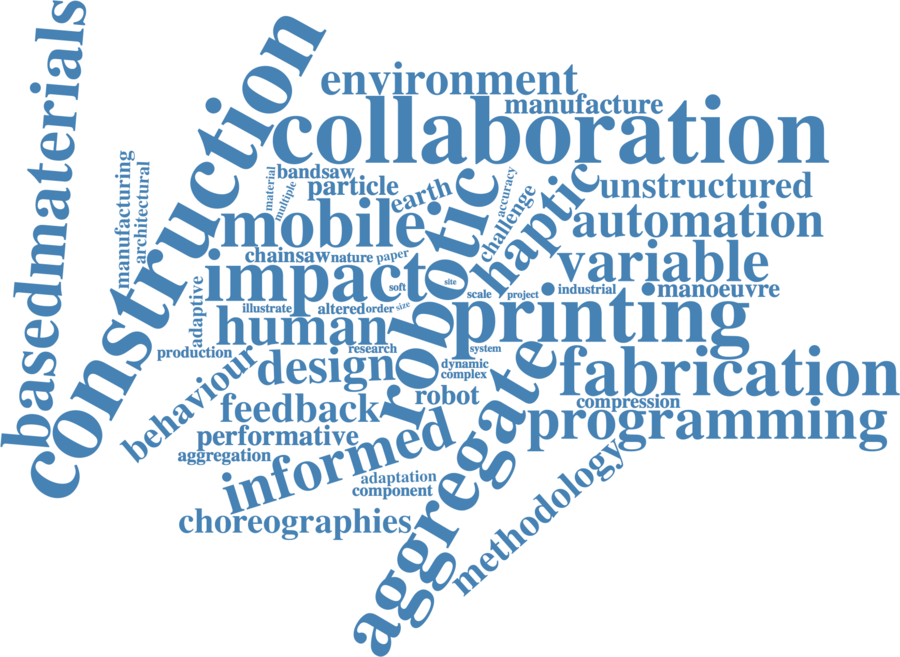 basedmaterials
construction
environment
manufacture
collaboration
manufacturing
architectural
material
multiple
bandsaw
particle
earth
accuracy
challenge
haptic
unstructured
mobile
automation
chainsaw
nature
paper
variable
impact
soft
site
scale
project
industrial
manoeuvre
adaptive
illustrate
altered
order
size
robotic
printing
human
production
research
system
behaviour
design
dynamic
complex
robot
fabrication
compression
feedback
programming
performative
aggregation
informed
aggregate
adaptation
component
choreographies
methodology